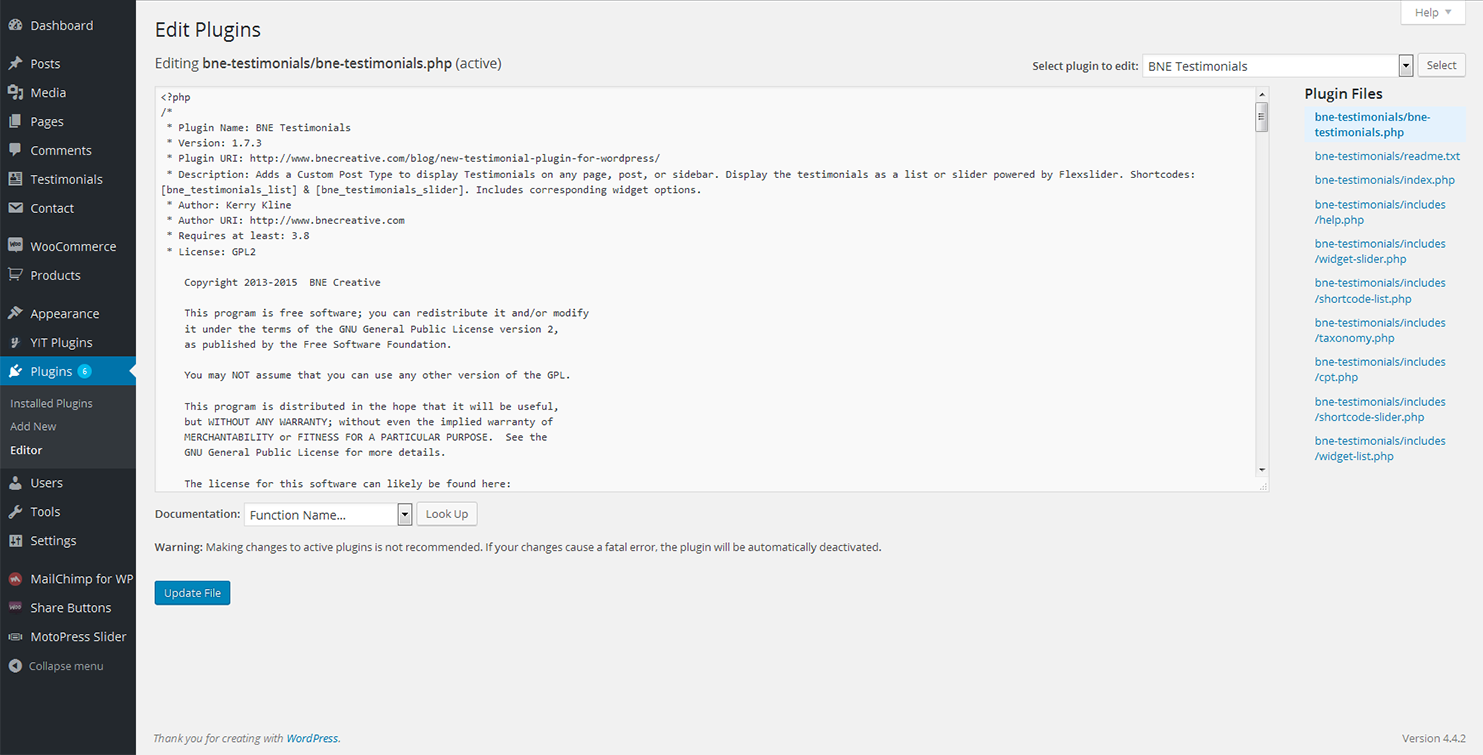 Dashboard
Posts
Media
Pages
Comments
Testimonials
Contact
WooCommerce
Products
Appearance
YIT Plugins
Plugins 6
Installed Plugins
Add New
Editor
Users
Tools
Settings
MailChimp for WP
Share Buttons
MotoPress Slider
Collapse menu
Help
Edit Plugins
Editing bne-testimonials/bne-testimonials.php (active)
Select plugin to edit: BNE Testimonials Select
<?php
/*
 * Plugin Name: BNE Testimonials
 * Version: 1.7.3
 * Plugin URI: http://www.bnecreative.com/blog/new-testimonial-plugin-for-wordpress/
 * Description: Adds a Custom Post Type to display Testimonials on any page, post, or sidebar. Display the testimonials as a list or slider powered by Flexslider. Shortcodes:
[bne_testimonials_list] & [bne_testimonials_slider]. Includes corresponding widget options.
 * Author: Kerry Kline
 * Author URI: http://www.bnecreative.com
 * Requires at least: 3.8
 * License: GPL2
Copyright 2013-2015  BNE Creative
This program is free software; you can redistribute it and/or modify
it under the terms of the GNU General Public License version 2,
as published by the Free Software Foundation.
You may NOT assume that you can use any other version of the GPL.
This program is distributed in the hope that it will be useful,
but WITHOUT ANY WARRANTY; without even the implied warranty of
MERCHANTABILITY or FITNESS FOR A PARTICULAR PURPOSE.  See the
GNU General Public License for more details.
The license for this software can likely be found here:
Plugin Files
bne-testimonials/bne-
testimonials.php
bne-testimonials/readme.txt
bne-testimonials/index.php
bne-testimonials/includes
/help.php
bne-testimonials/includes
/widget-slider.php
bne-testimonials/includes
/shortcode-list.php
bne-testimonials/includes
/taxonomy.php
bne-testimonials/includes
/cpt.php
bne-testimonials/includes
/shortcode-slider.php
bne-testimonials/includes
/widget-list.php
Documentation: Function Name... Look Up
Warning: Making changes to active plugins is not recommended. If your changes cause a fatal error, the plugin will be automatically deactivated.
Update File
Thank you for creating with WordPress.
Version 4.4.2